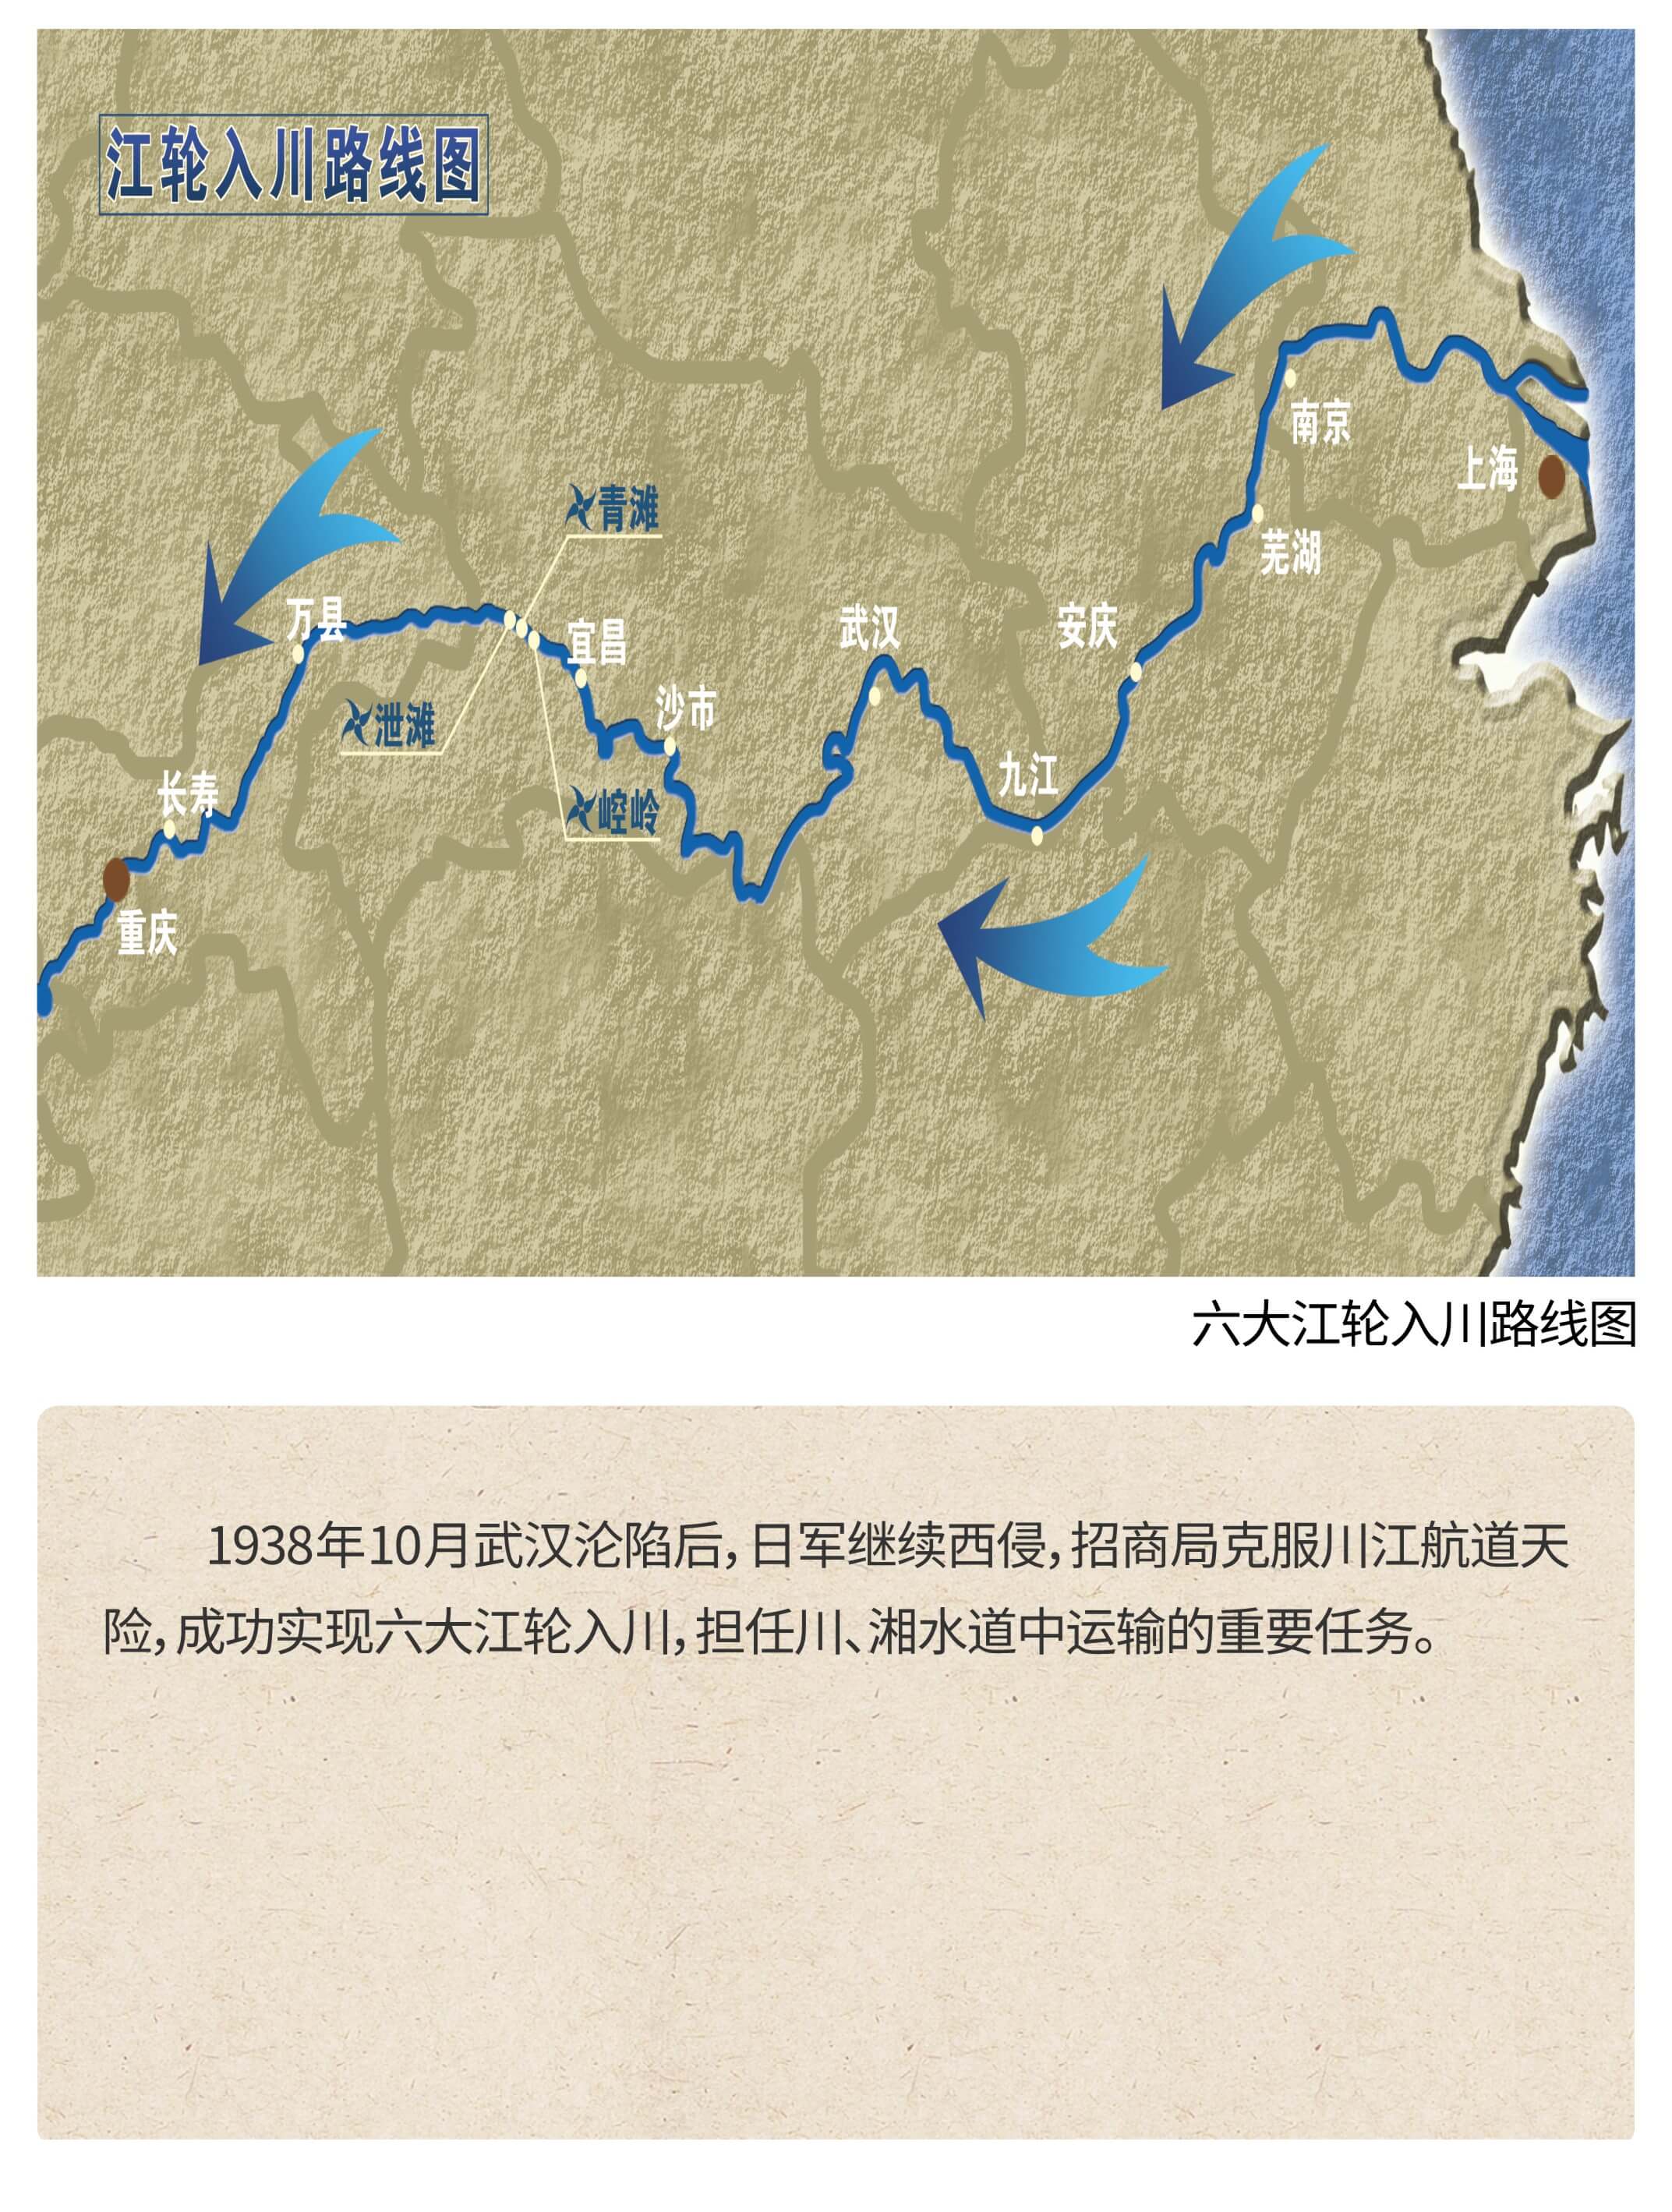 江轮入川路线图
南京
上海
青滩
芜湖
万县
宜昌
武汉
安庆
沙市
泄滩
九江
长寿
崆岭
重庆
六大江轮入川路线图
1938年10月武汉沦陷后,日军继续西侵,招商局克服川江航道天
险,成功实现六大江轮入川,担任川、湘水道中运输的重要任务。